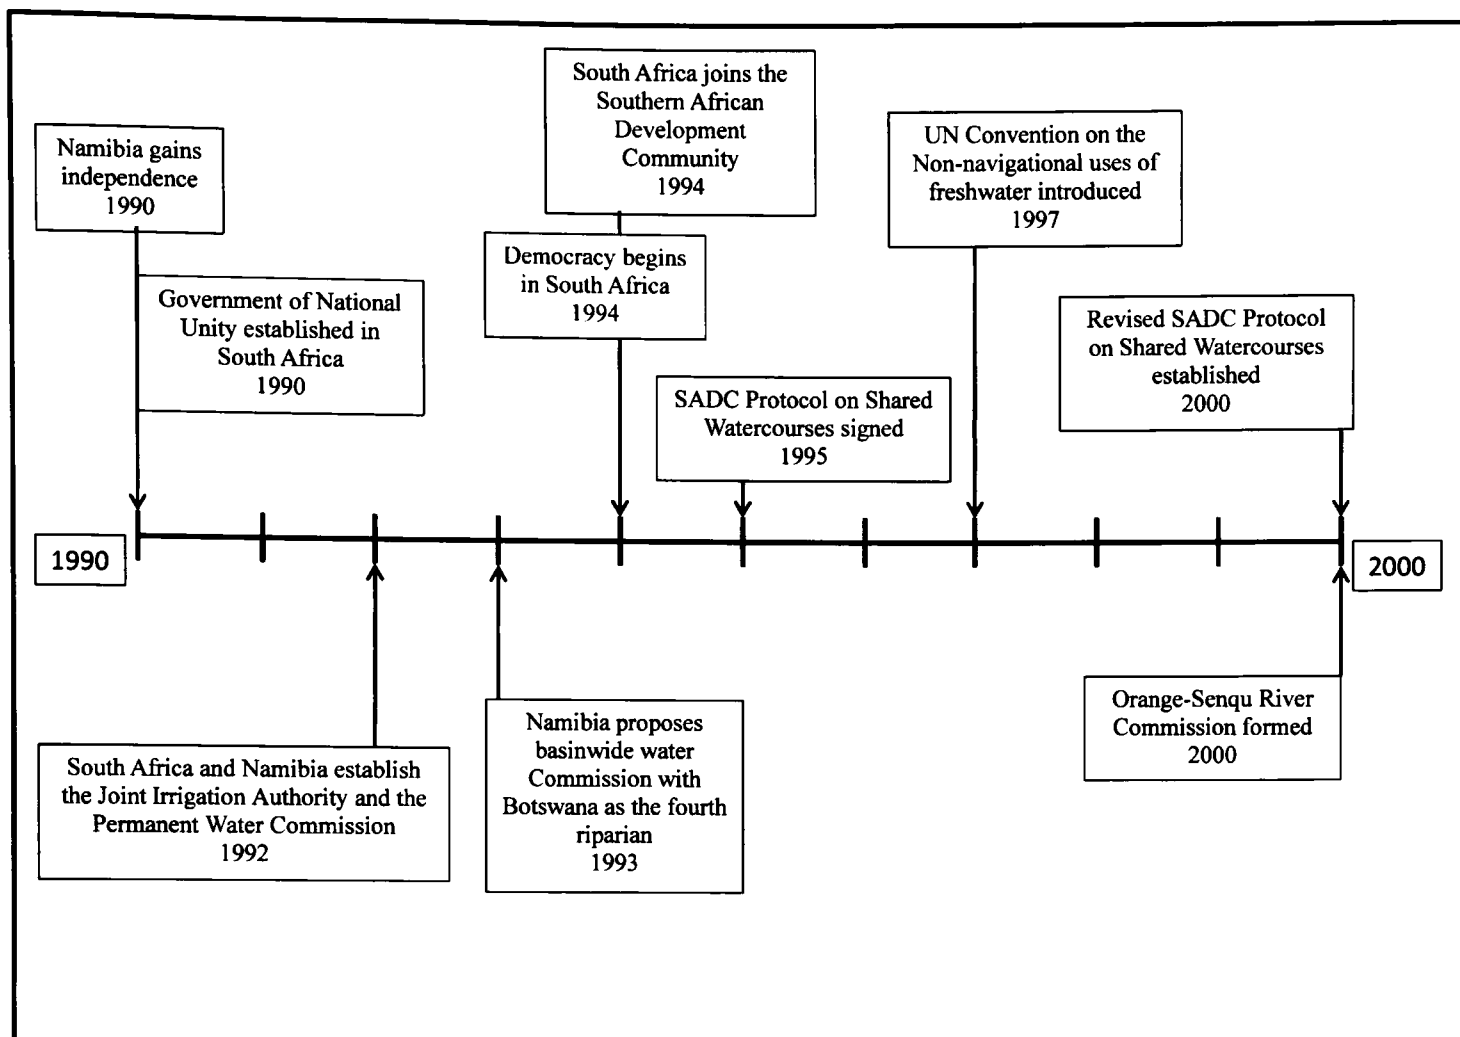 Namibia gains
independence
1990
Government of National
Unity established in
South Africa
1990
South Africa joins the
Southern African
Development
Community
1994
Democracy begins
in South Africa
1994
SADC Protocol on Shared
Watercourses signed
1995
UN Convention on the
Non-navigational uses of
freshwater introduced
1997
Revised SADC Protocol
on Shared Watercourses
established
2000
1990
2000
South Africa and Namibia establish
the Joint Irrigation Authority and the
Permanent Water Commission
1992
Namibia proposes
basinwide water
Commission with
Botswana as the fourth
riparian
1993
Orange-Senqu River
Commission formed
2000